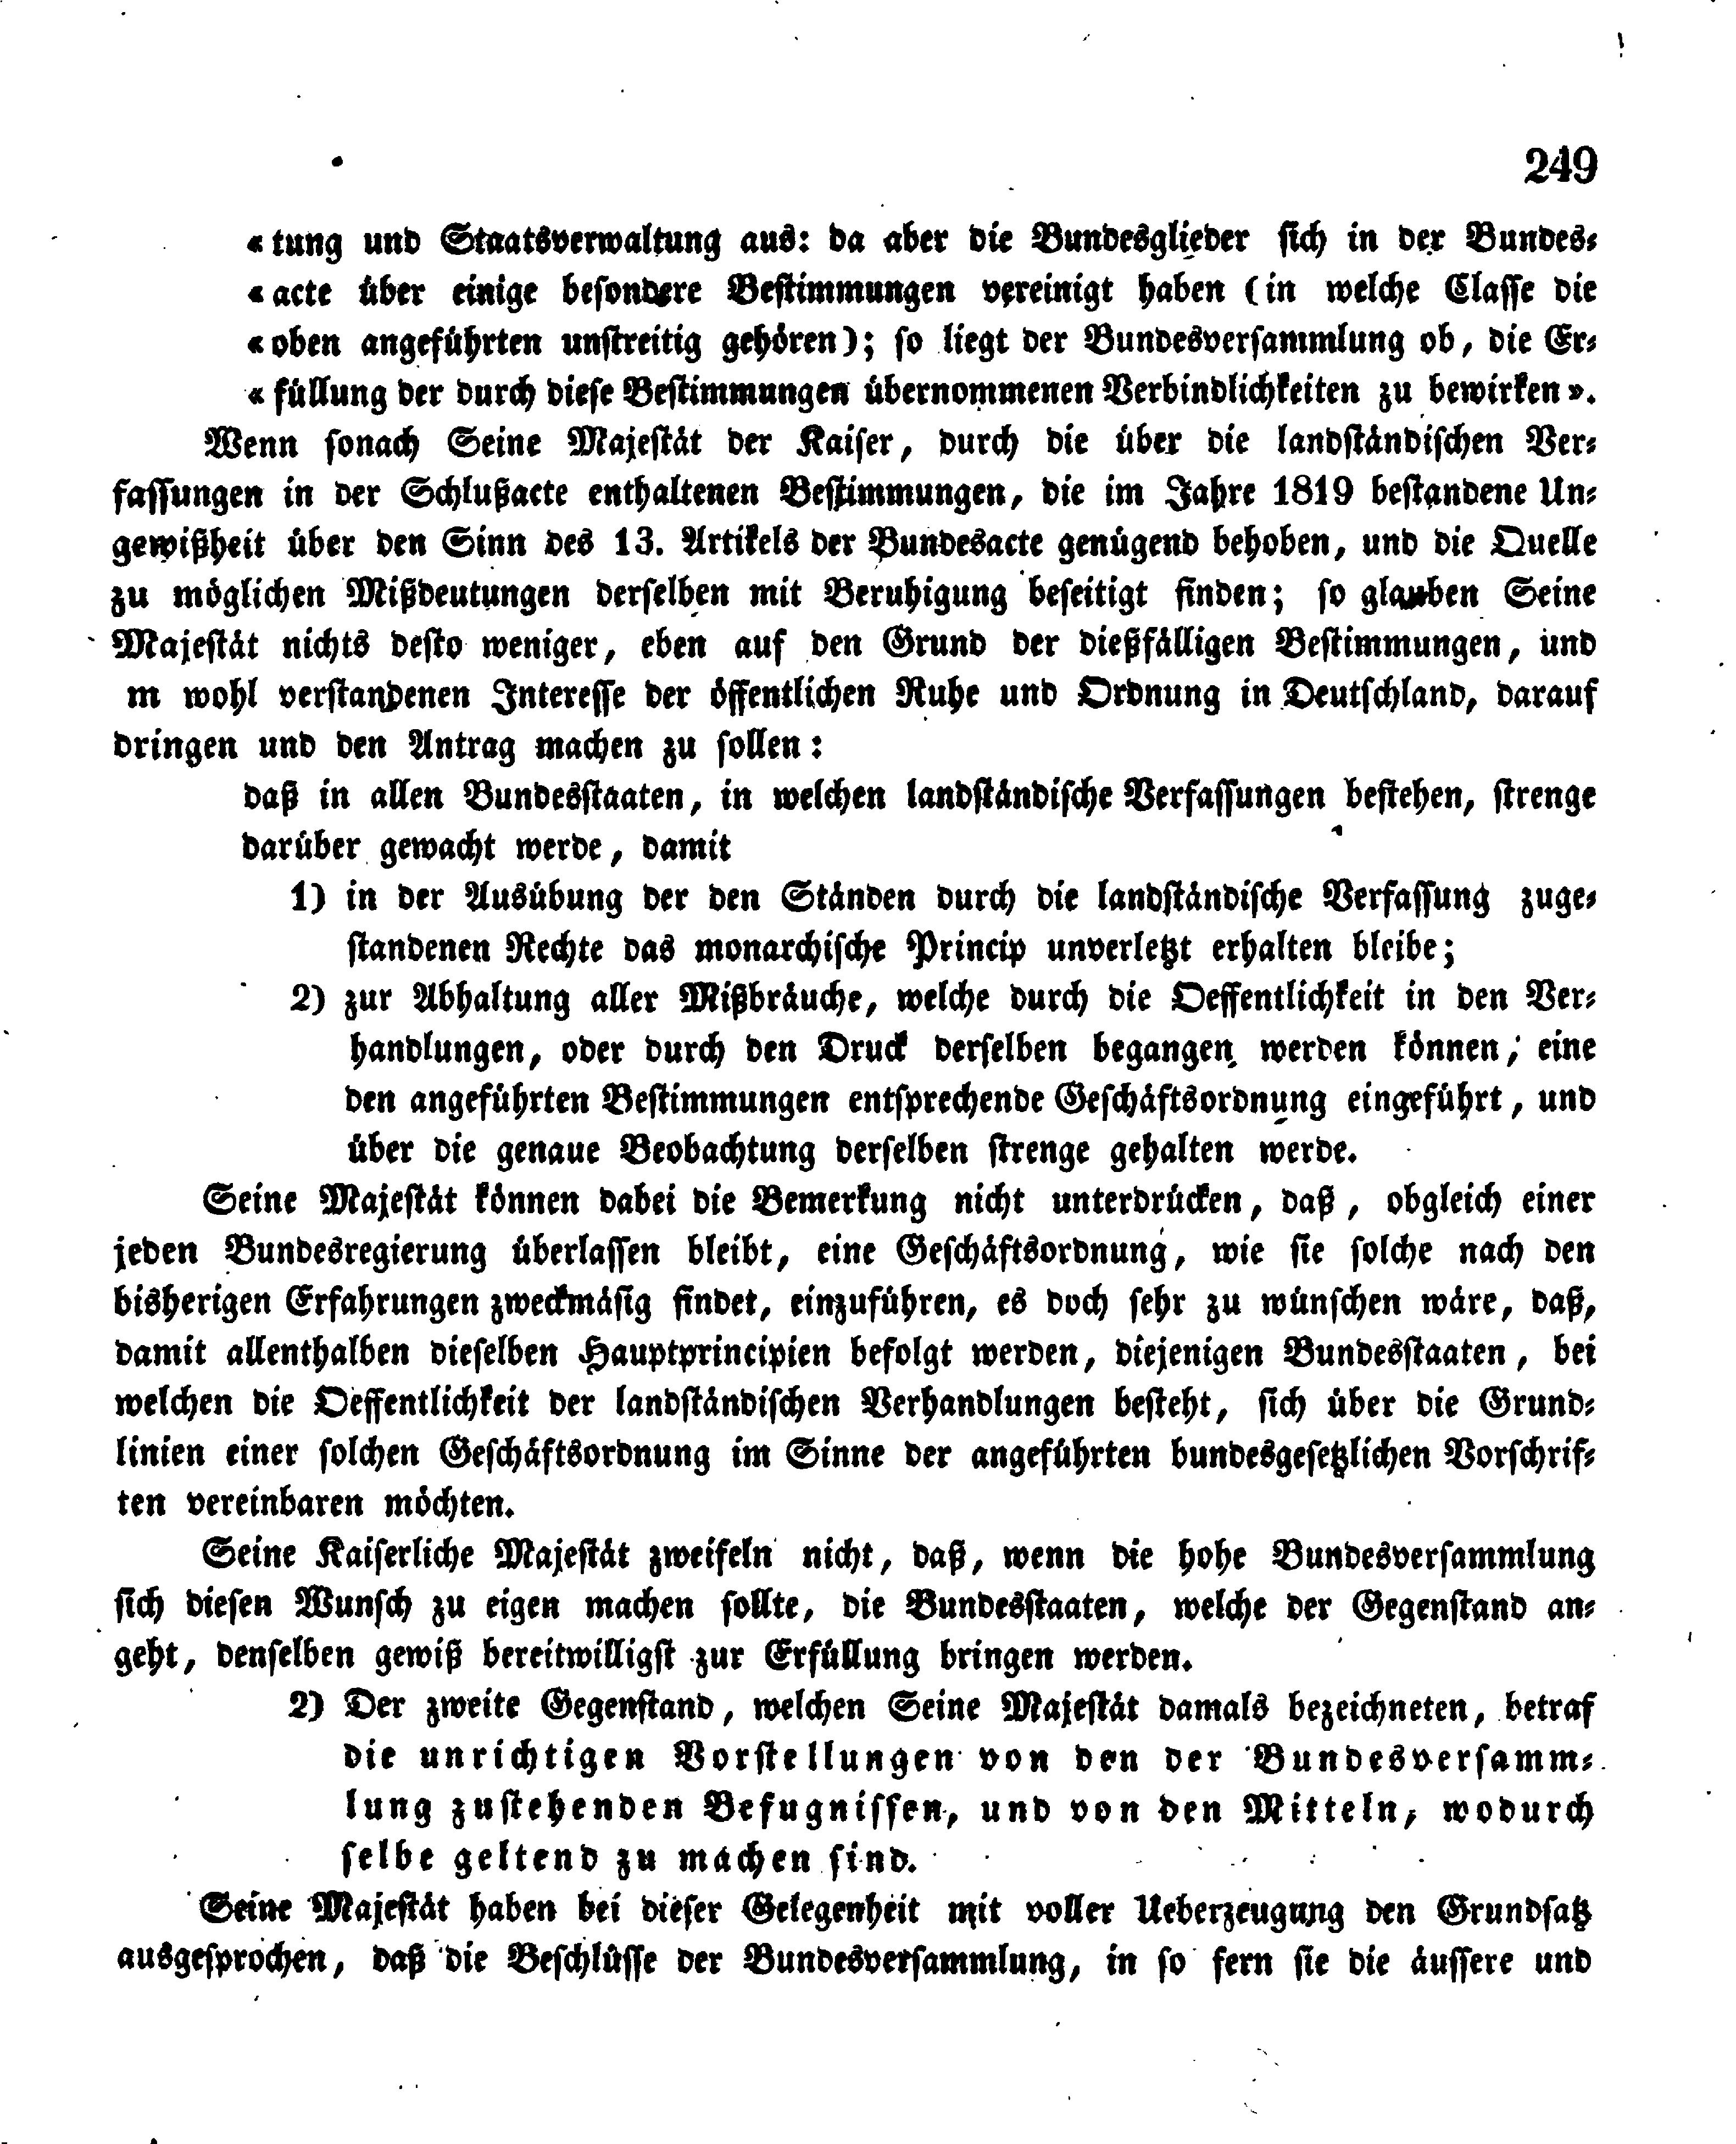 249
« tung und Staatsverwaltung aus: da aber die Bundesglieder sich in der Bundes-
« acte über einige besondere Bestimmungen vereinigt haben (in welche Classe die
« oben angeführten unstreitig gehören); so liegt der Bundesversammlung ob, die Er-
« füllung der durch diese Bestimmungen übernommenen Verbindlichkeiten zu bewirken ».
Wenn sonach Seine Majestät der Kaiser, durch die über die landständischen Ver-
fassungen in der Schlußacte enthaltenen Bestimmungen, die im Jahre 1819 bestandene Un-
gewißheit über den Sinn des 13. Artikels der Bundesacte genügend behoben, und die Quelle
zu möglichen Mißdeutungen derselben mit Beruhigung beseitigt finden; so glauben Seine
Majestät nichts desto weniger, eben auf den Grund der dießfälligen Bestimmungen, und
m wohl verstandenen Interesse der öffentlichen Ruhe und Ordnung in Deutschland, darauf
dringen und den Antrag machen zu sollen:
daß in allen Bundesstaaten, in welchen landständische Verfassungen bestehen, strenge
darüber gewacht werde, damit
1) in der Ausübung der den Ständen durch die landständische Verfassung zuge-
standenen Rechte das monarchische Princip unverletzt erhalten bleibe;
2) zur Abhaltung aller Mißbräuche, welche durch die Oeffentlichkeit in den Ver-
handlungen, oder durch den Druck derselben begangen werden können, eine
den angeführten Bestimmungen entsprechende Geschäftsordnung eingeführt, und
über die genaue Beobachtung derselben strenge gehalten werde.
Seine Majestät können dabei die Bemerkung nicht unterdrücken, daß, obgleich einer
jeden Bundesregierung überlassen bleibt, eine Geschäftsordnung, wie sie solche nach den
bisherigen Erfahrungen zweckmäsig findet, einzuführen, es doch sehr zu wünschen wäre, daß,
damit allenthalben dieselben Hauptprincipien befolgt werden, diejenigen Bundesstaaten, bei
welchen die Oeffentlichkeit der landständischen Verhandlungen besteht, sich über die Grund-
linien einer solchen Geschäftsordnung im Sinne der angeführten bundesgesetzlichen Vorschrif-
ten vereinbaren möchten.
Seine Kaiserliche Majestät zweifeln nicht, daß, wenn die hohe Bundesversammlung
sich diesen Wunsch zu eigen machen sollte, die Bundesstaaten, welche der Gegenstand an-
geht, denselben gewiß bereitwilligst zur Erfüllung bringen werden.
2) Der zweite Gegenstand, welchen Seine Majestät damals bezeichneten, betraf
die unrichtigen Vorstellungen von den der Bundesversamm-
lung zustehenden Befugnissen, und von den Mitteln, wodurch
selbe geltend zu machen sind.
Seine Majestät haben bei dieser Gelegenheit mit voller Ueberzeugung den Grundsatz
ausgesprochen, daß die Beschlüsse der Bundesversammlung, in so fern sie die äussere und